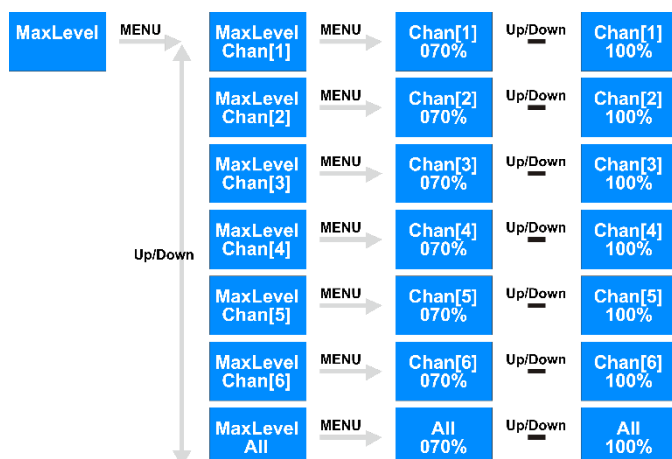 MaxLevel
MENU
MaxLevel
Chan[1]
MENU
Chan[1]
070%
Up/Down
Chan[1]
100%
MaxLevel
Chan[2]
MENU
Chan[2]
070%
Up/Down
Chan[2]
100%
MaxLevel
Chan[3]
MENU
Chan[3]
070%
Up/Down
Chan[3]
100%
Up/Down
MaxLevel
Chan[4]
MENU
Chan[4]
070%
Up/Down
Chan[4]
100%
MaxLevel
Chan[5]
MENU
Chan[5]
070%
Up/Down
Chan[5]
100%
MaxLevel
Chan[6]
MENU
Chan[6]
070%
Up/Down
Chan[6]
100%
MaxLevel
All
MENU
All
070%
Up/Down
All
100%